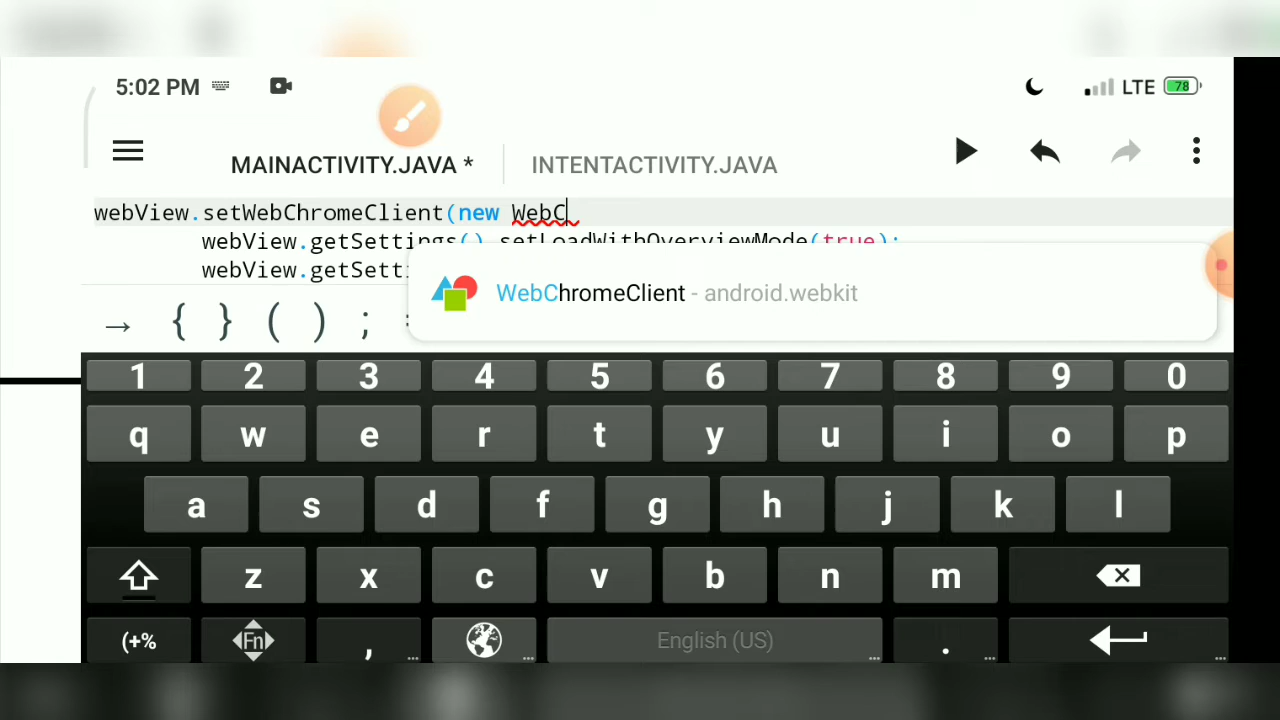 5:02 PM LTE 78
MAINACTIVITY.JAVA * INTENTACTIVITY.JAVA
webView.setWebChromeClient(new WebC
webView.getSettings().setLoadWithOverviewMode(true);
webView.getSetti
WebChromeClient - android.webkit
→ { } ( ) ;
1 2 3 4 5 6 7 8 9 0
q w e r t y u i o p
a s d f g h j k l
z x c v b n m
(+% Fn , ... ... English (US) ... . ... ...